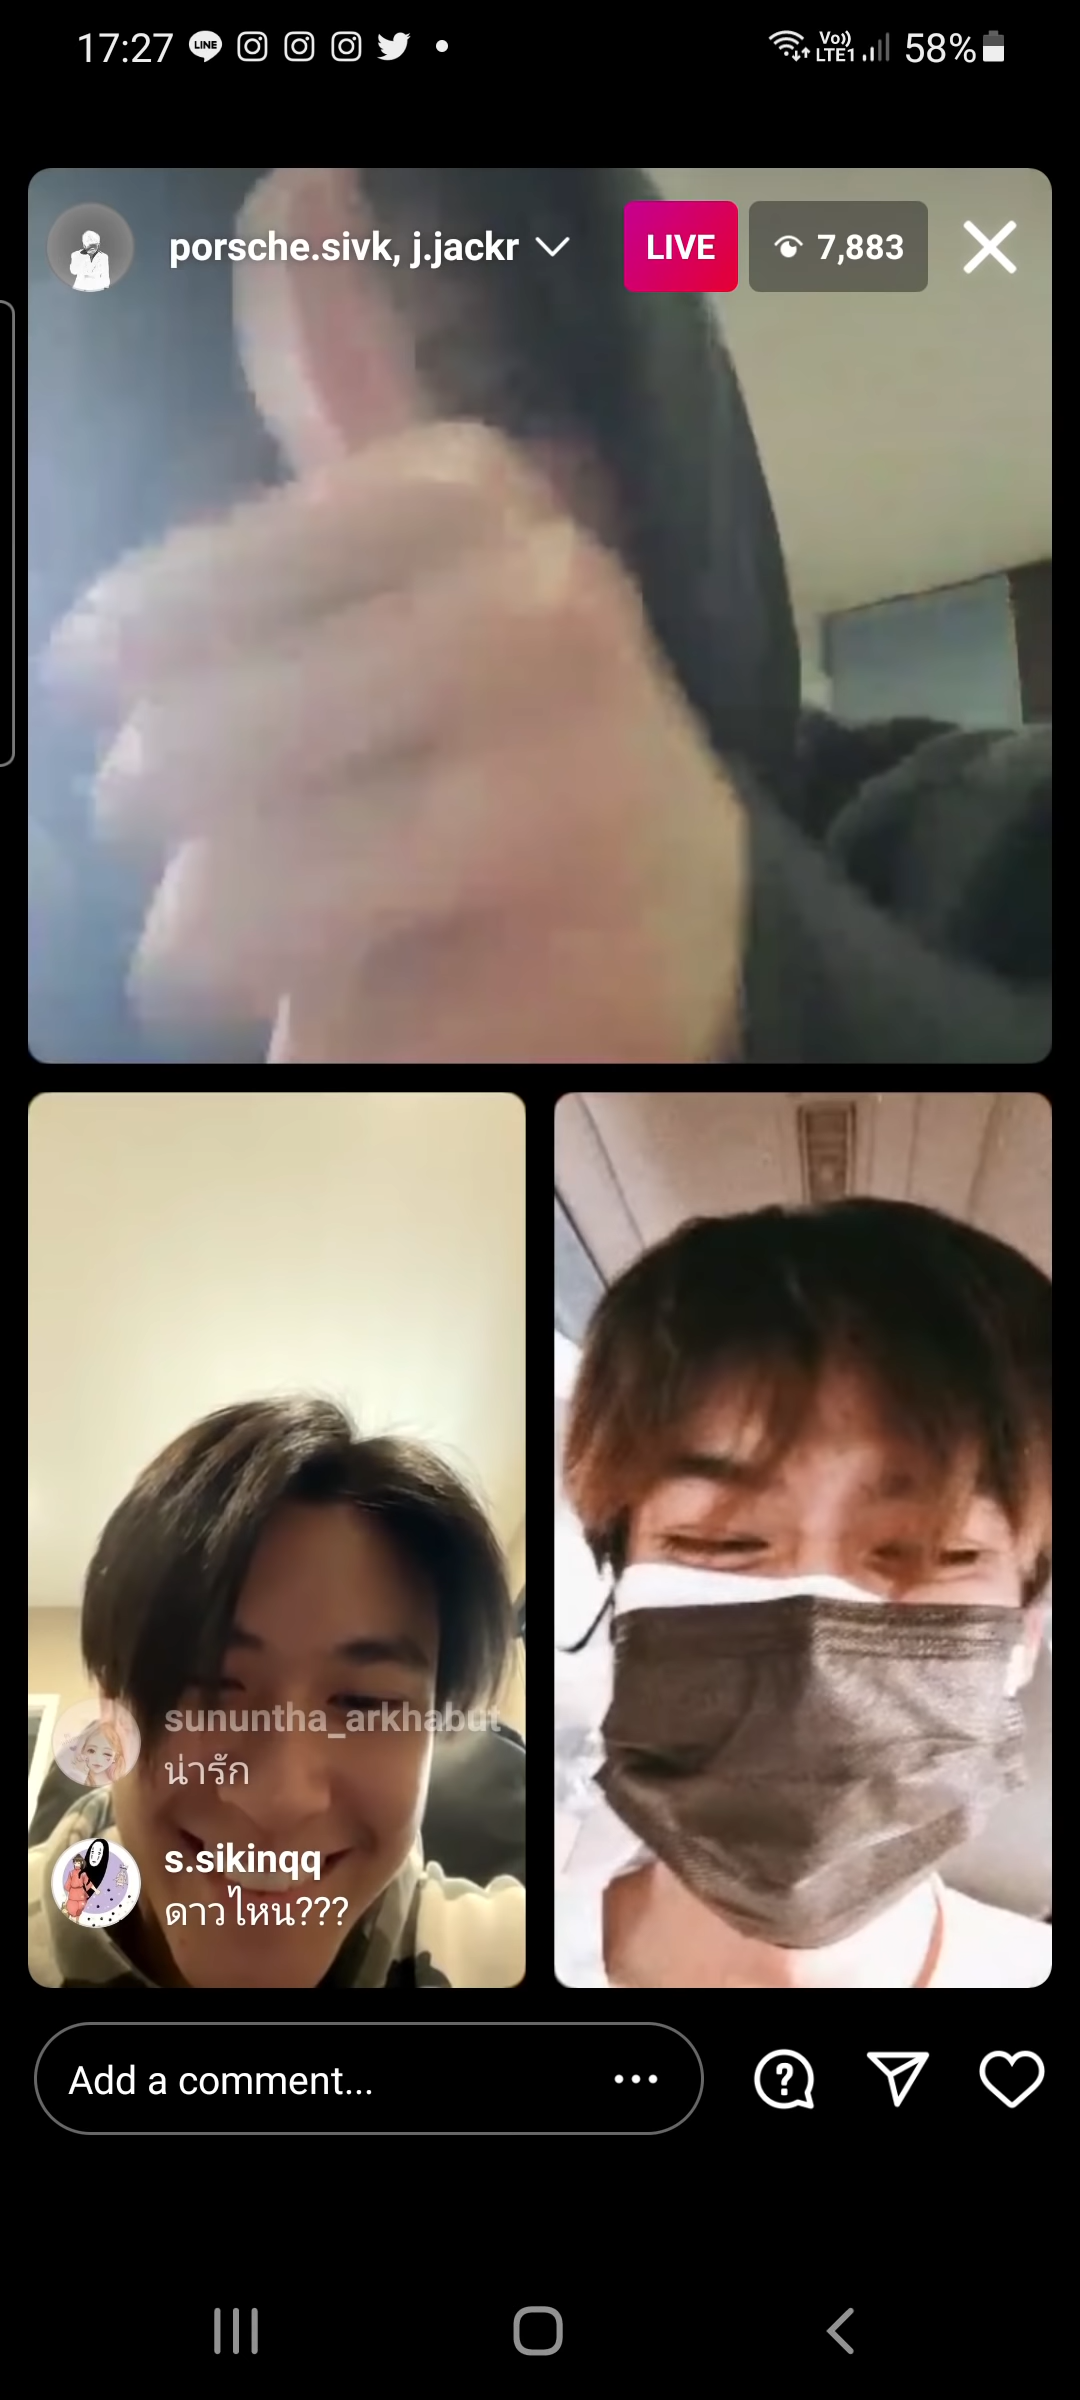 17:27
LINE
Vo))
LTE1
58%
porsche.sivk, j.jackr
LIVE
7,883
sununtha_arkhabut
น่ารัก
s.sikinqq
ดาวไหน???
Add a comment...